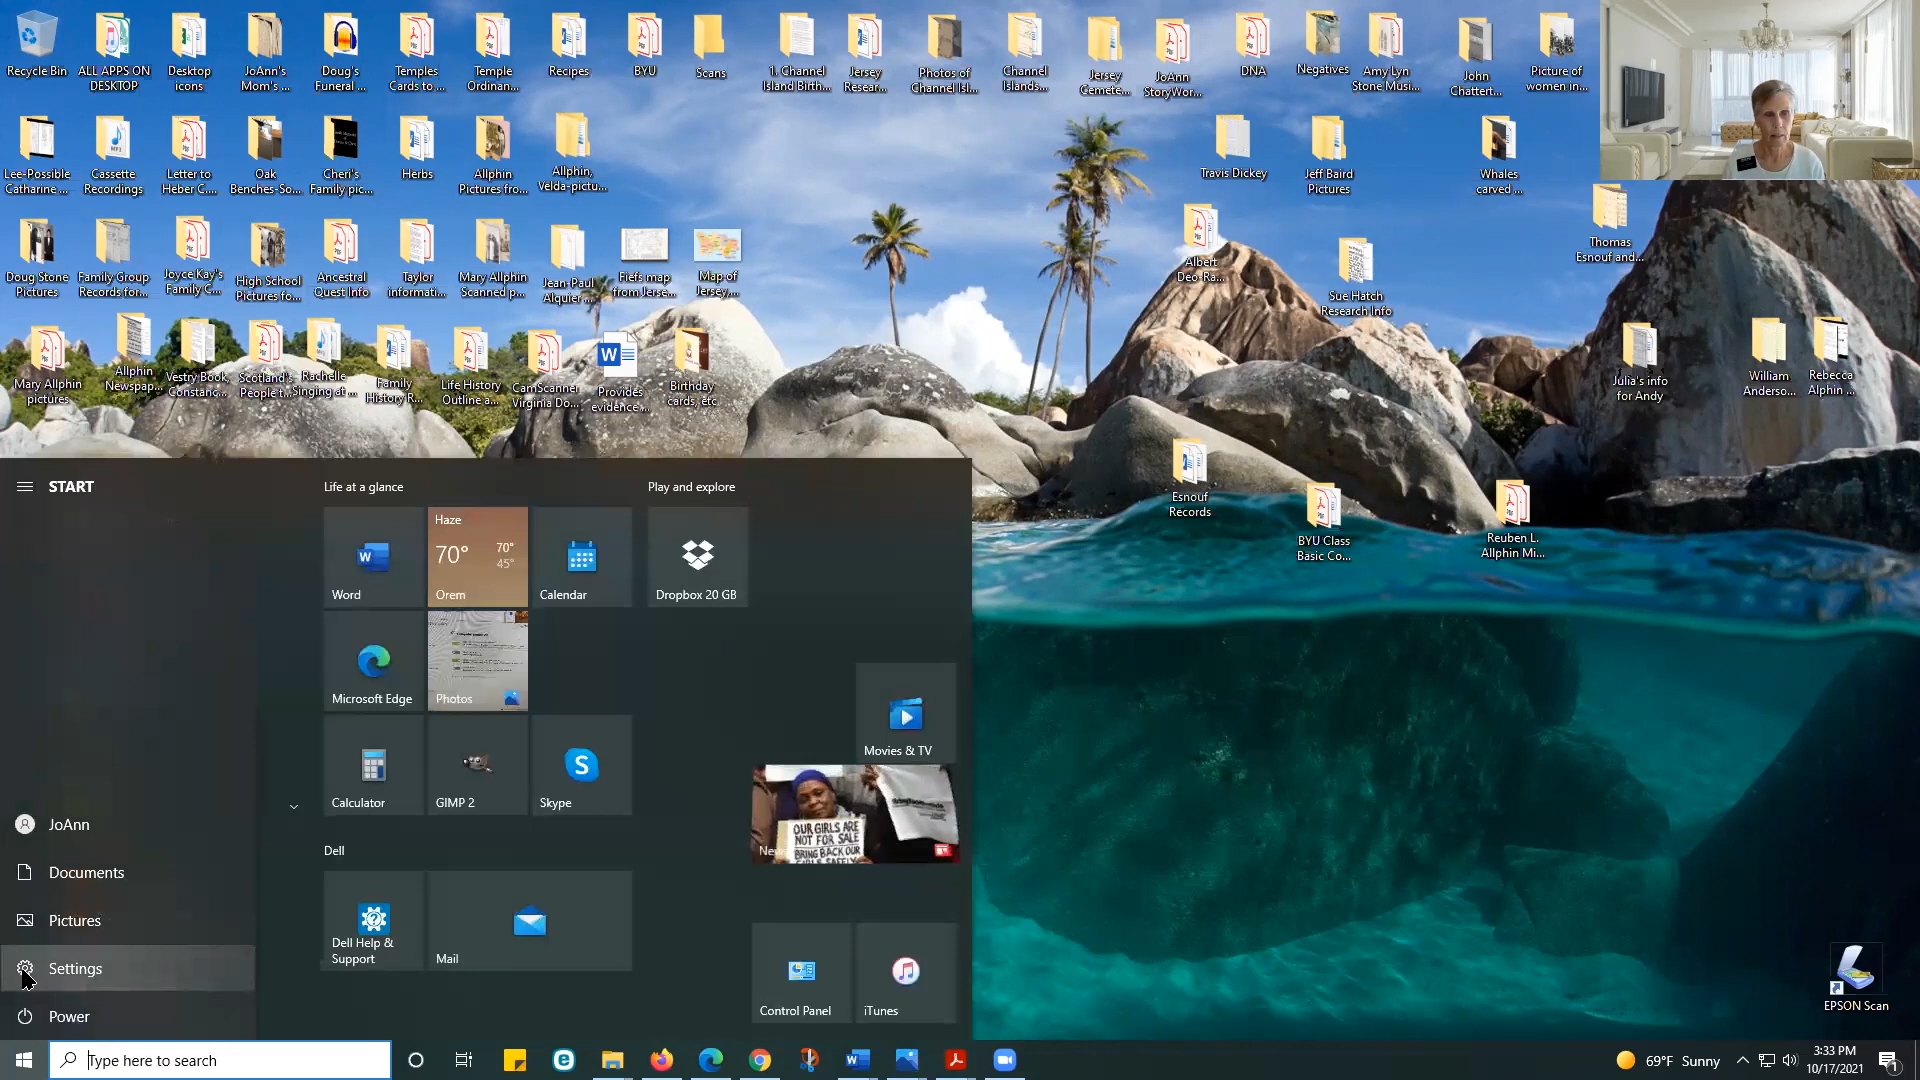 Recycle Bin
ALL APPS ON
DESKTOP
Desktop
icons
JoAnn's
Mom's ...
Doug's
Funeral ...
Temples
Cards to ...
Temple
Ordinan...
Recipes
BYU
Scans
1. Channel
Island Birth...
Jersey
Resear...
Photos of
Channel Isl...
Channel
Islands...
Jersey
Cemete...
JoAnn
StoryWor...
DNA
Negatives
Amy Lyn
Stone Musi...
John
Chattert...
Picture of
women in...
Lee-Possible
Catharine ...
Cassette
Recordings
Letter to
Heber C....
Oak
Benches-So...
Cheri's
Family pic...
Herbs
Allphin
Pictures fro...
Allphin,
Velda-pictu...
Travis Dickey
Jeff Baird
Pictures
Whales
carved ...
Doug Stone
Pictures
Family Group
Records for...
Joyce Kay's
Family C...
High School
Pictures fo...
Ancestral
Quest Info
Taylor
informati...
Mary Allphin
Scanned p...
Jean-Paul
Alquier ...
Fiefs map
from Jerse...
Map of
Jersey,...
Albert
Deo-Ra...
Sue Hatch
Research Info
Thomas
Esnouf and...
Mary Allphin
pictures
Allphin
Newspap...
Vestry Book,
Constanc...
Scotland's
People t...
Rachelle
Singing at ...
Family
History R...
Life History
Outline a...
CamScanner
Virginia Do...
Provides
evidence ...
Birthday
cards, etc.
Julia's info
for Andy
William
Anderso...
Rebecca
Alphin ...
Esnouf
Records
BYU Class
Basic Co...
Reuben L.
Allphin Mi...
EPSON Scan
START
Life at a glance
Play and explore
Word
Haze
70°
70°
45°
Orem
Calendar
Dropbox 20 GB
Microsoft Edge
Photos
Movies & TV
Calculator
GIMP 2
Skype
OUR GIRLS ARE
NOT FOR SALE
BRING BACK OUR
JoAnn
Documents
Pictures
Settings
Power
Dell
Dell Help &
Support
Mail
Control Panel
iTunes
Type here to search
69°F Sunny
3:33 PM
10/17/2021
1